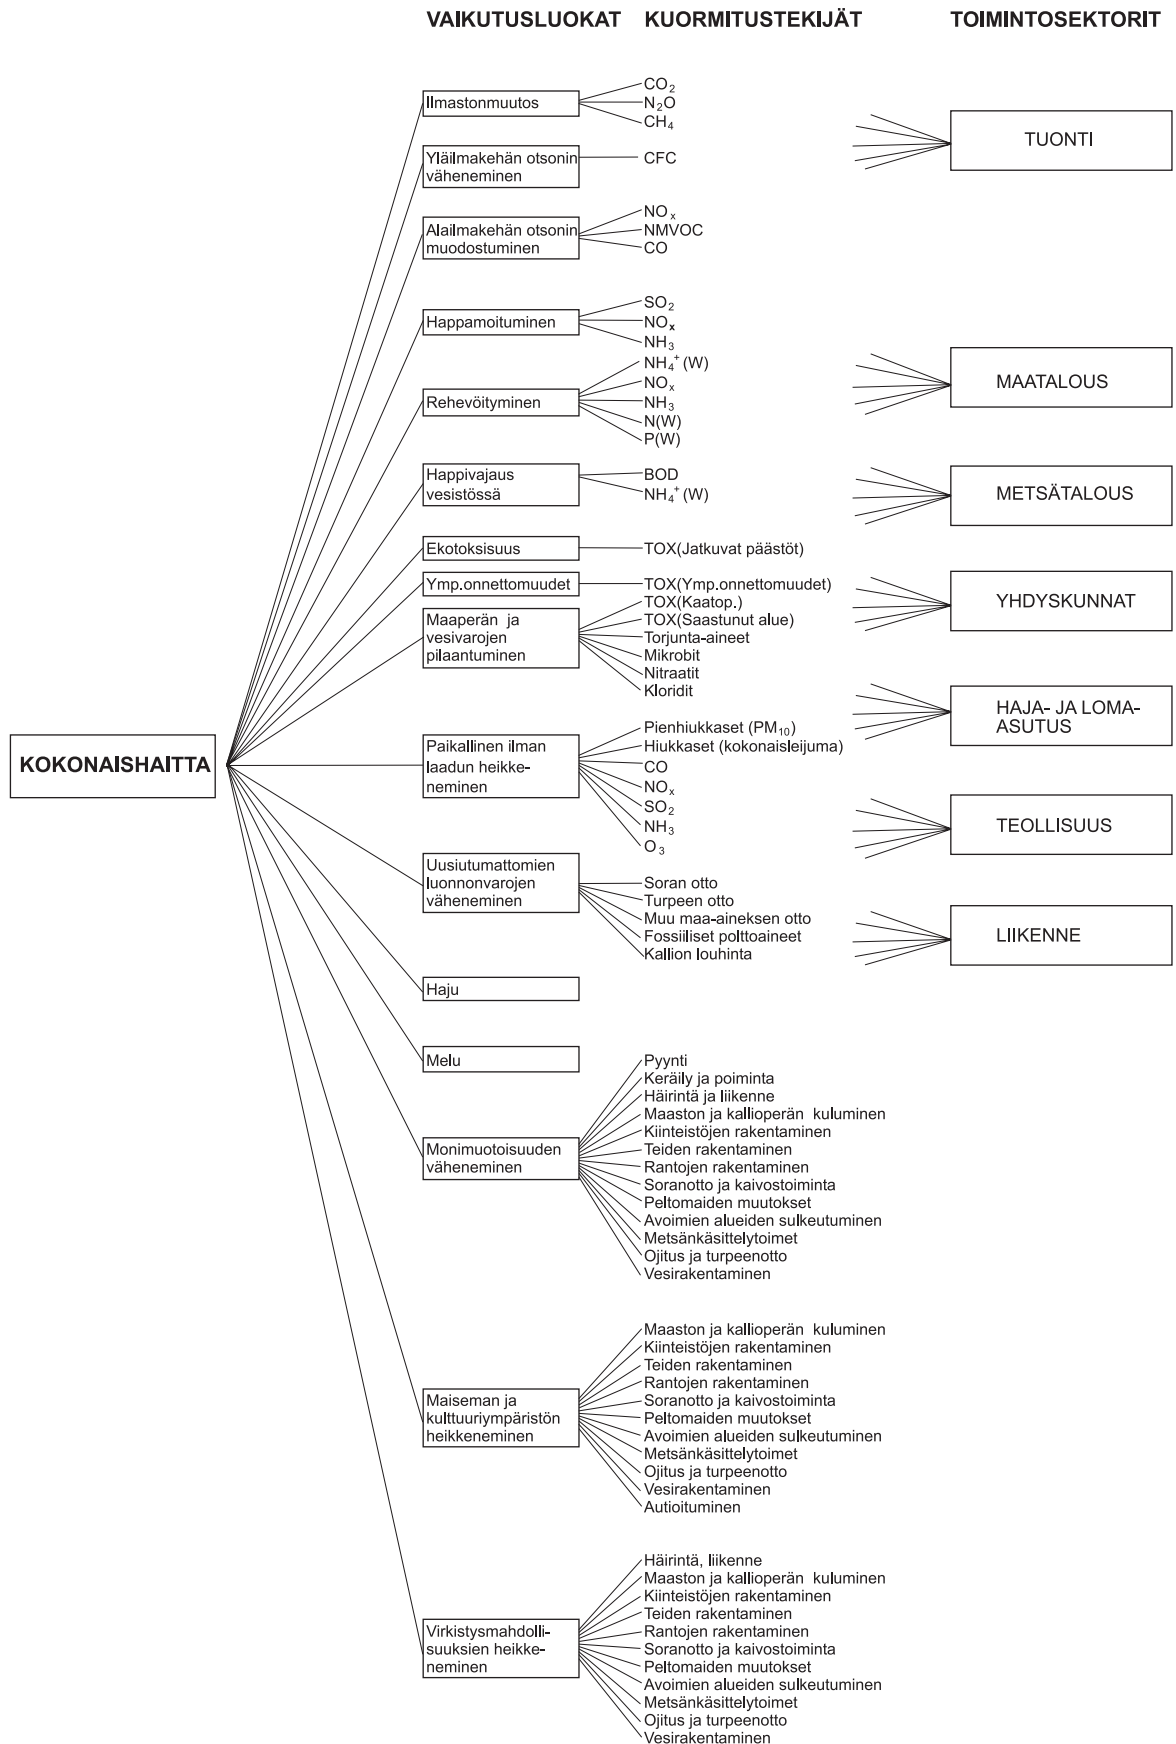 VAIKUTUSLUOKAT KUORMITUSTEKIJÄT TOIMINTOSEKTORIT
KOKONAISHAITTA
Ilmastonmuutos
CO₂
N₂O
CH₄
Yläilmakehän otsonin
väheneminen
CFC
Alailmakehän otsonin
muodostuminen
NOₓ
NMVOC
CO
Happamoituminen
SO₂
NOₓ
NH₃
Rehevöityminen
NH₄⁺ (W)
NOₓ
NH₃
N(W)
P(W)
Happivajaus
vesistössä
BOD
NH₄⁺ (W)
Ekotoksisuus
TOX(Jatkuvat päästöt)
Ymp.onnettomuudet
TOX(Ymp.onnettomuudet)
Maaperän ja
vesivarojen
pilaantuminen
TOX(Kaatop.)
TOX(Saastunut alue)
Torjunta-aineet
Mikrobit
Nitraatit
Kloridit
Paikallinen ilman
laadun heikke-
neminen
Pienhiukkaset (PM₁₀)
Hiukkaset (kokonaisleijuma)
CO
NOₓ
SO₂
NH₃
O₃
Uusiutumattomien
luonnonvarojen
väheneminen
Soran otto
Turpeen otto
Muu maa-aineksen otto
Fossiiliset polttoaineet
Kallion louhinta
Haju
Melu
Monimuotoisuuden
väheneminen
Pyynti
Keräily ja poiminta
Häirintä ja liikenne
Maaston ja kallioperän kuluminen
Kiinteistöjen rakentaminen
Teiden rakentaminen
Rantojen rakentaminen
Soranotto ja kaivostoiminta
Peltomaiden muutokset
Avoimien alueiden sulkeutuminen
Metsänkäsittelytoimet
Ojitus ja turpeenotto
Vesirakentaminen
Maiseman ja
kulttuuriympäristön
heikkeneminen
Maaston ja kallioperän kuluminen
Kiinteistöjen rakentaminen
Teiden rakentaminen
Rantojen rakentaminen
Soranotto ja kaivostoiminta
Peltomaiden muutokset
Avoimien alueiden sulkeutuminen
Metsänkäsittelytoimet
Ojitus ja turpeenotto
Vesirakentaminen
Autioituminen
Virkistysmahdolli-
suuksien heikke-
neminen
Häirintä, liikenne
Maaston ja kallioperän kuluminen
Kiinteistöjen rakentaminen
Teiden rakentaminen
Rantojen rakentaminen
Soranotto ja kaivostoiminta
Peltomaiden muutokset
Avoimien alueiden sulkeutuminen
Metsänkäsittelytoimet
Ojitus ja turpeenotto
Vesirakentaminen
TUONTI
MAATALOUS
METSÄTALOUS
YHDYSKUNNAT
HAJA- JA LOMA-
ASUTUS
TEOLLISUUS
LIIKENNE